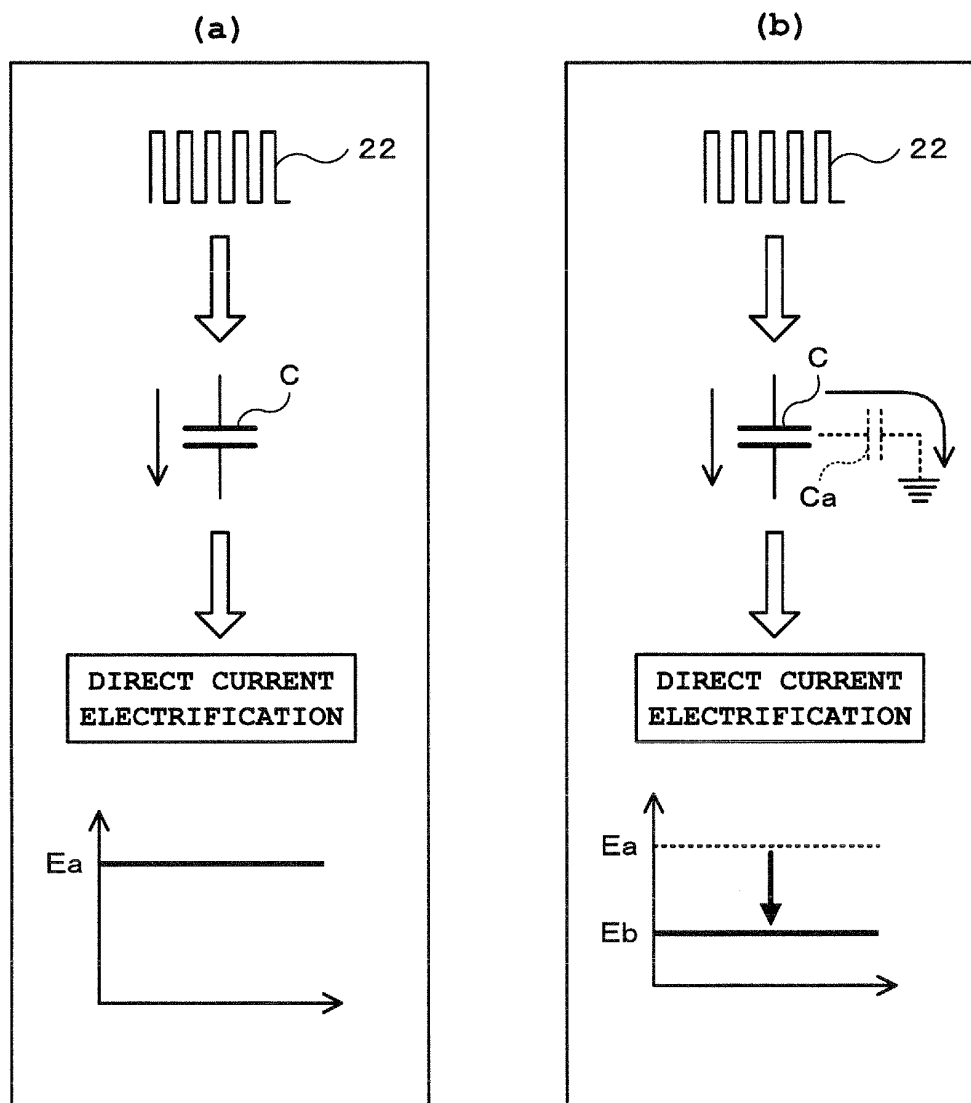 (a)
22
C
DIRECT CURRENT
ELECTRIFICATION
Ea
(b)
22
C
Ca
DIRECT CURRENT
ELECTRIFICATION
Ea
Eb